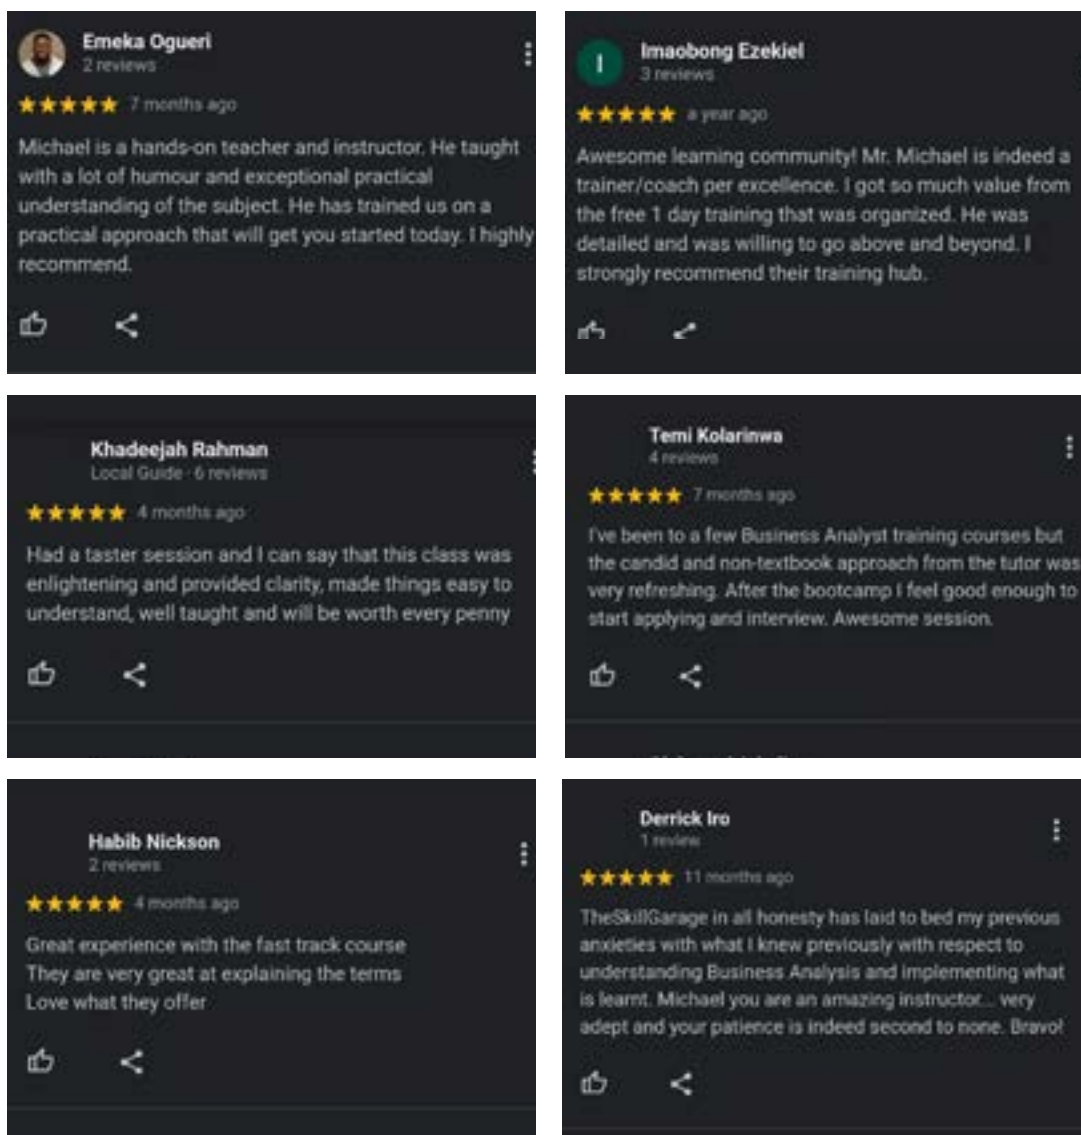 Emeka Ogueri
2 reviews
7 months ago
Michael is a hands-on teacher and instructor. He taught
with a lot of humour and exceptional practical
understanding of the subject. He has trained us on a
practical approach that will get you started today. I highly
recommend.
I
Imaobong Ezekiel
3 reviews
a year ago
Awesome learning community! Mr. Michael is indeed a
trainer/coach per excellence. I got so much value from
the free 1 day training that was organized. He was
detailed and was willing to go above and beyond. I
strongly recommend their training hub.
Khadeejah Rahman
Local Guide · 6 reviews
4 months ago
Had a taster session and I can say that this class was
enlightening and provided clarity, made things easy to
understand, well taught and will be worth every penny
Temi Kolarinwa
4 reviews
7 months ago
I've been to a few Business Analyst training courses but
the candid and non-textbook approach from the tutor was
very refreshing. After the bootcamp I feel good enough to
start applying and interview. Awesome session.
Habib Nickson
2 reviews
4 months ago
Great experience with the fast track course
They are very great at explaining the terms
Love what they offer
Derrick Iro
1 review
11 months ago
TheSkillGarage in all honesty has laid to bed my previous
anxieties with what I knew previously with respect to
understanding Business Analysis and implementing what
is learnt. Michael you are an amazing instructor... very
adept and your patience is indeed second to none. Bravo!